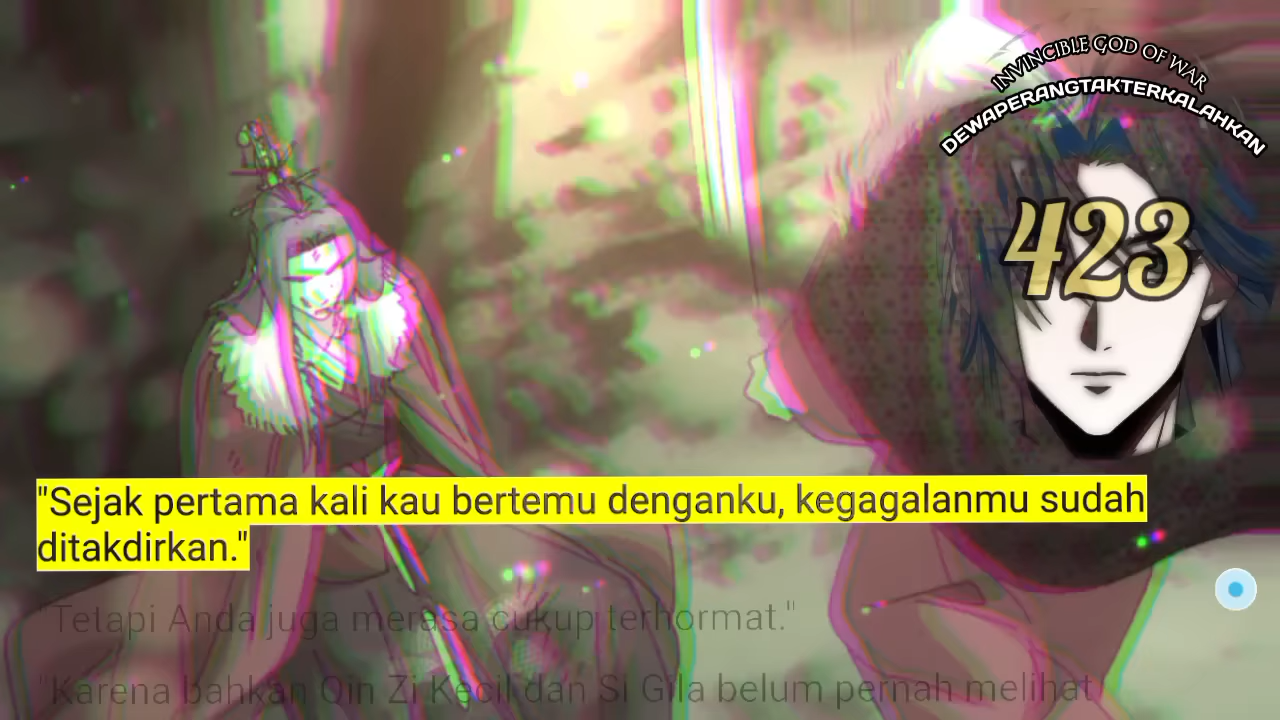 INVINCIBLE GOD OF WAR
DEWAPERANGTAKTERKALAHKAN
423
"Sejak pertama kali kau bertemu denganku, kegagalanmu sudah
ditakdirkan."
"Tetapi Anda juga merasa cukup terhormat."
"Karena bahkan Qin Zi Kecil dan Si Gila belum pernah melihat